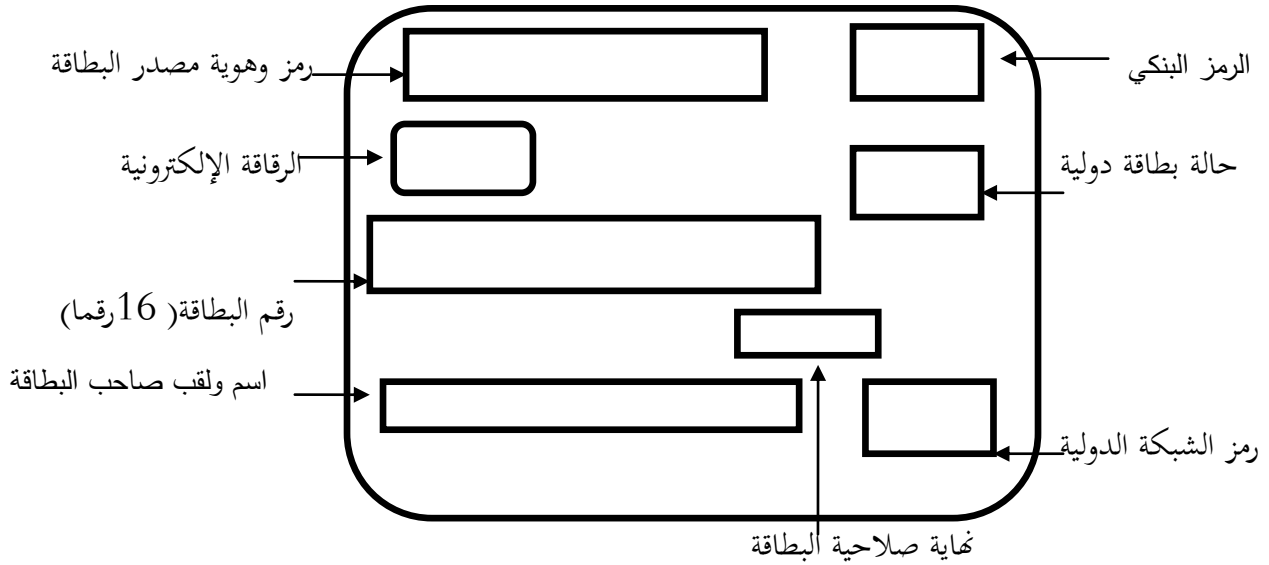 رمز وهوية مصدر البطاقة
الرمز البنكي
الرقاقة الإلكترونية
حالة بطاقة دولية
رقم البطاقة( 16رقما)
اسم ولقب صاحب البطاقة
رمز الشبكة الدولية
نهاية صلاحية البطاقة